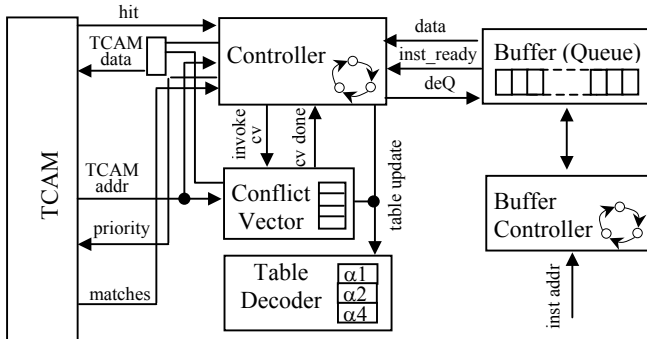 hit
TCAM
data
Controller
data
inst_ready
deQ
Buffer (Queue)
TCAM
invoke
cv
cv done
table update
TCAM
addr
Conflict
Vector
Buffer
Controller
priority
matches
Table
Decoder
α1
α2
α4
inst addr